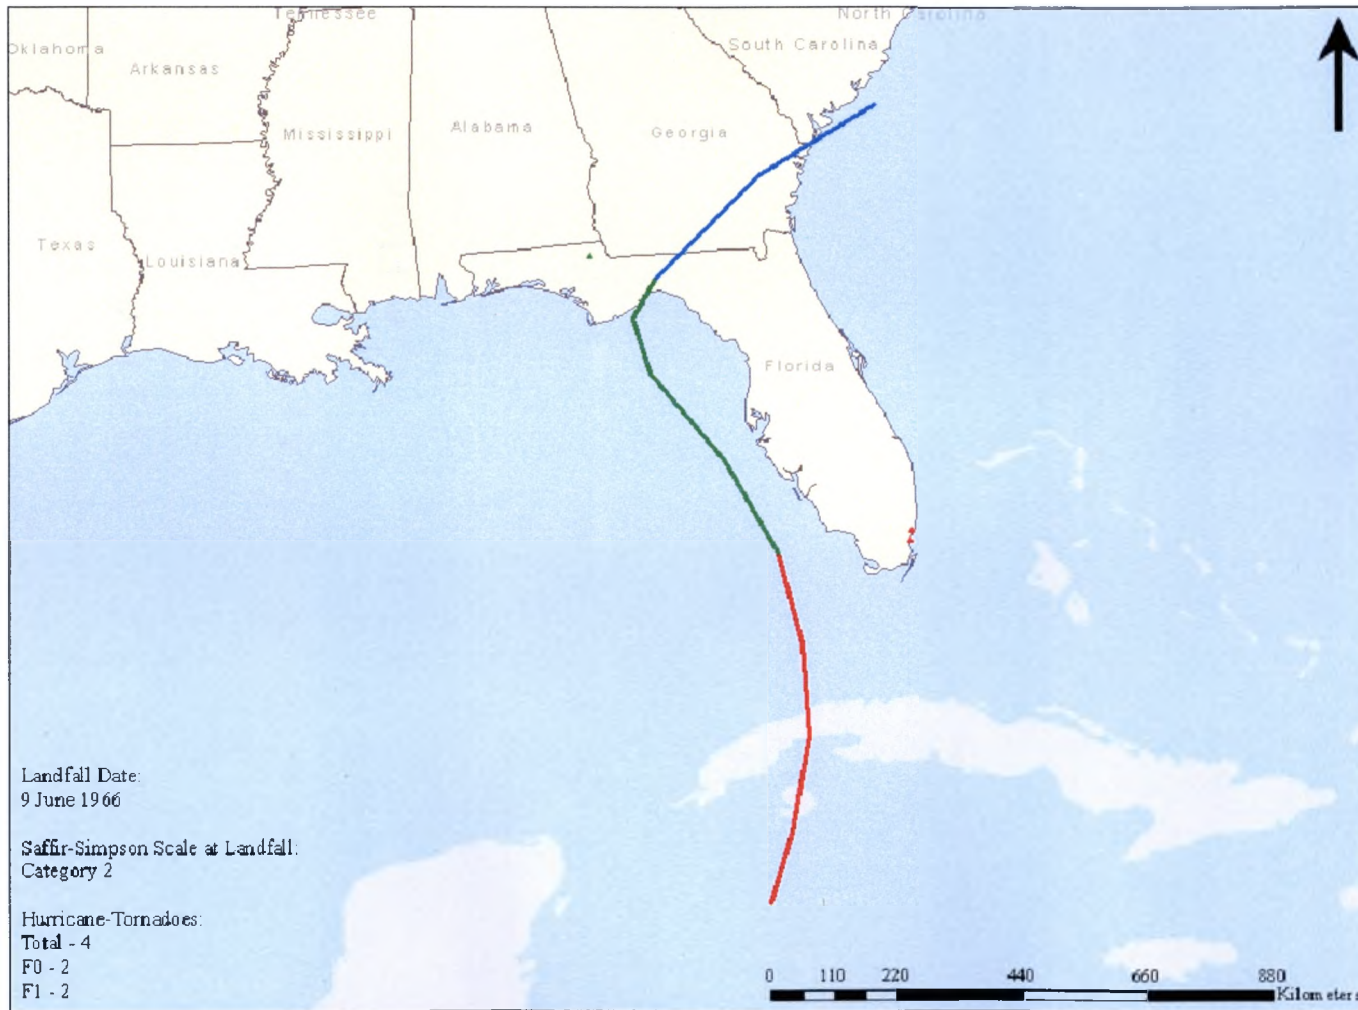 Tennessee
North Carolina
Oklahoma
South Carolina
Arkansas
Mississippi
Alabama
Georgia
Texas
Louisiana
Florida
Landfall Date:
9 June 1966
Saffir-Simpson Scale at Landfall:
Category 2
Hurricane-Tornadoes:
Total - 4
F0 - 2
F1 - 2
0 110 220 440 660 880
Kilometers